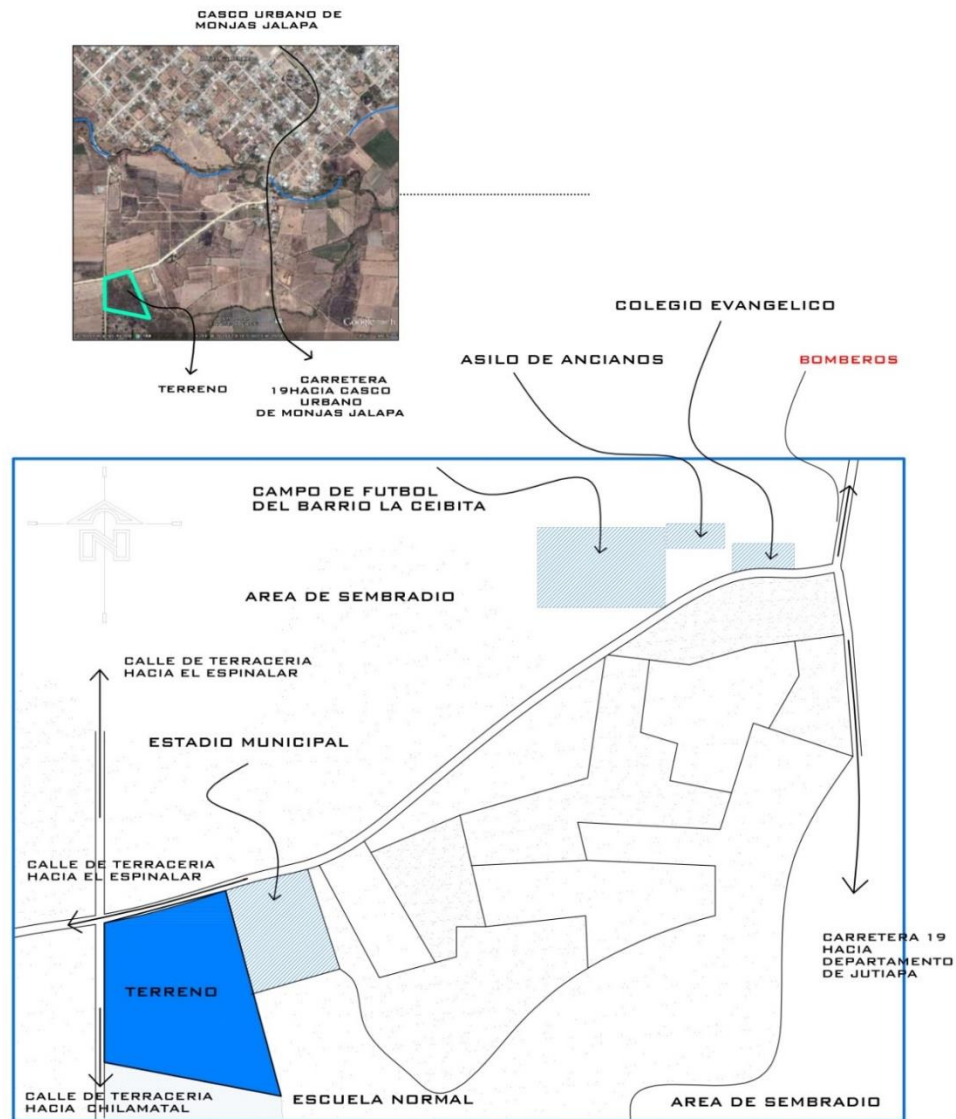 CASCO URBANO DE
MONJAS JALAPA
Google
TERRENO
CARRETERA
19HACIA CASCO
URBANO
DE MONJAS JALAPA
COLEGIO EVANGELICO
ASILO DE ANCIANOS
BOMBEROS
CAMPO DE FUTBOL
DEL BARRIO LA CEIBITA
N
AREA DE SEMBRADIO
CALLE DE TERRACERIA
HACIA EL ESPINALAR
ESTADIO MUNICIPAL
CALLE DE TERRACERIA
HACIA EL ESPINALAR
CARRETERA 19
HACIA
DEPARTAMENTO
DE JUTIAPA
TERRENO
CALLE DE TERRACERIA
HACIA CHILAMATAL
ESCUELA NORMAL
AREA DE SEMBRADIO